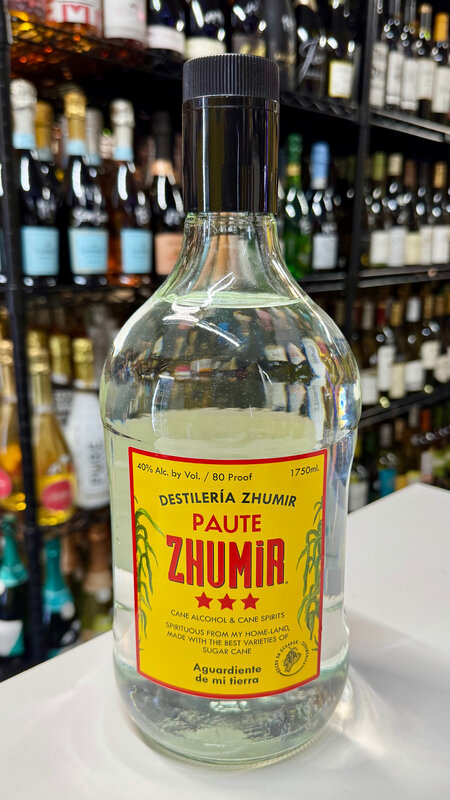 40% Alc. by Vol. / 80 Proof
1750ml.
DESTILERÍA ZHUMIR
PAUTE
ZHUMiR
CANE ALCOHOL & CANE SPIRITS
SPIRITUOUS FROM MY HOME-LAND,
MADE WITH THE BEST VARIETIES OF
SUGAR CANE
Aguardiente
de mi tierra